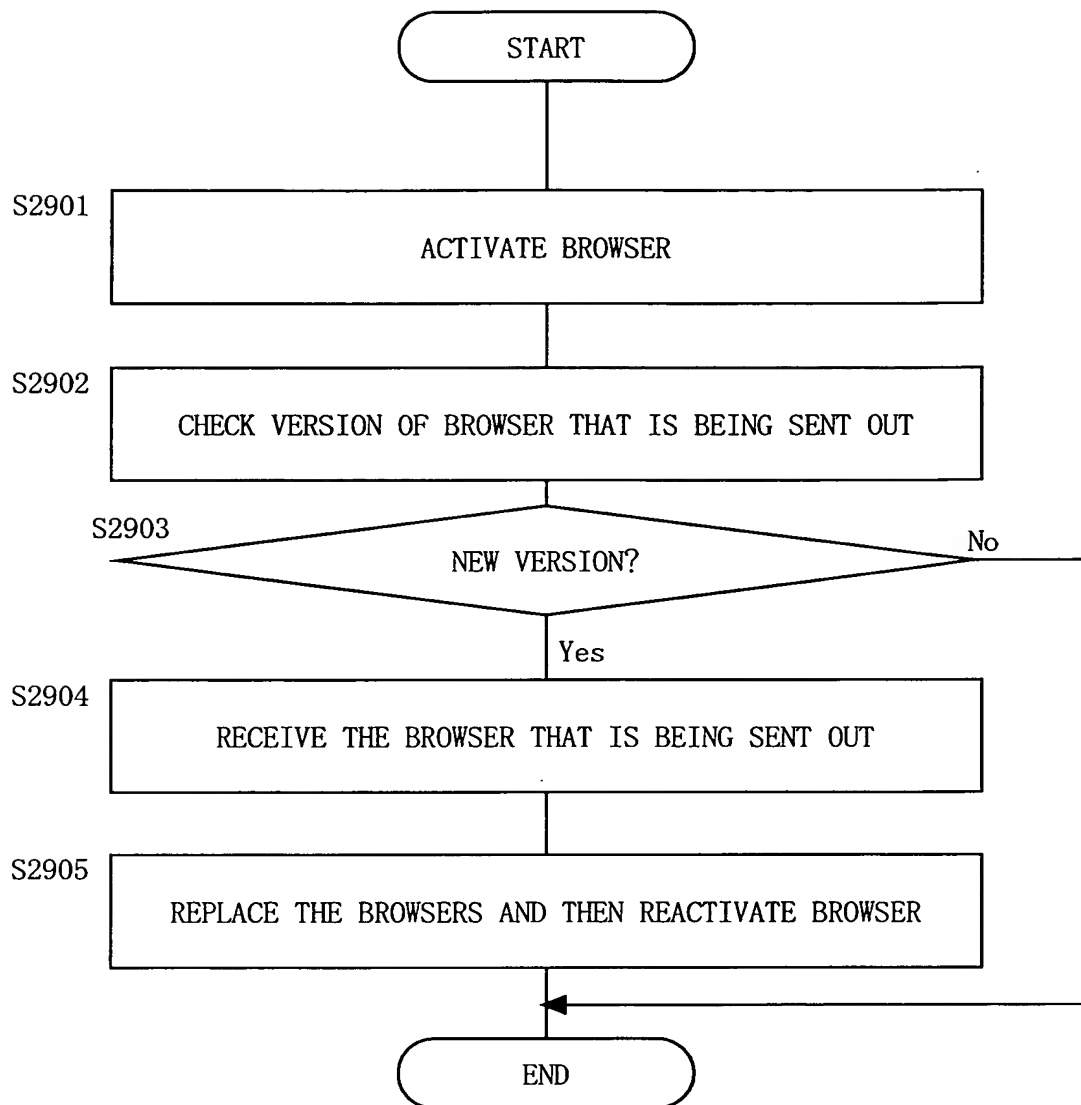 START
S2901
ACTIVATE BROWSER
S2902
CHECK VERSION OF BROWSER THAT IS BEING SENT OUT
S2903
NEW VERSION?
No
Yes
S2904
RECEIVE THE BROWSER THAT IS BEING SENT OUT
S2905
REPLACE THE BROWSERS AND THEN REACTIVATE BROWSER
END